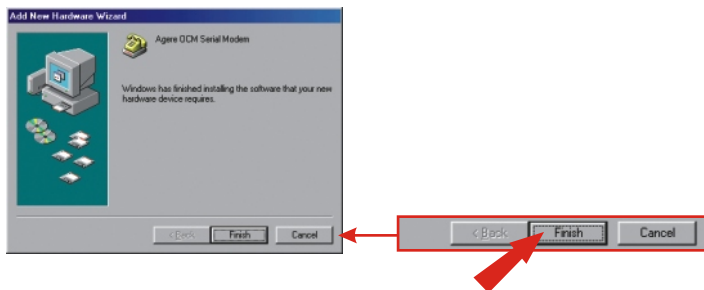 Add New Hardware Wizard
Agere OCM Serial Modem
Windows has finished installing the software that your new
hardware device requires.
< Back Finish Cancel
< Back Finish Cancel